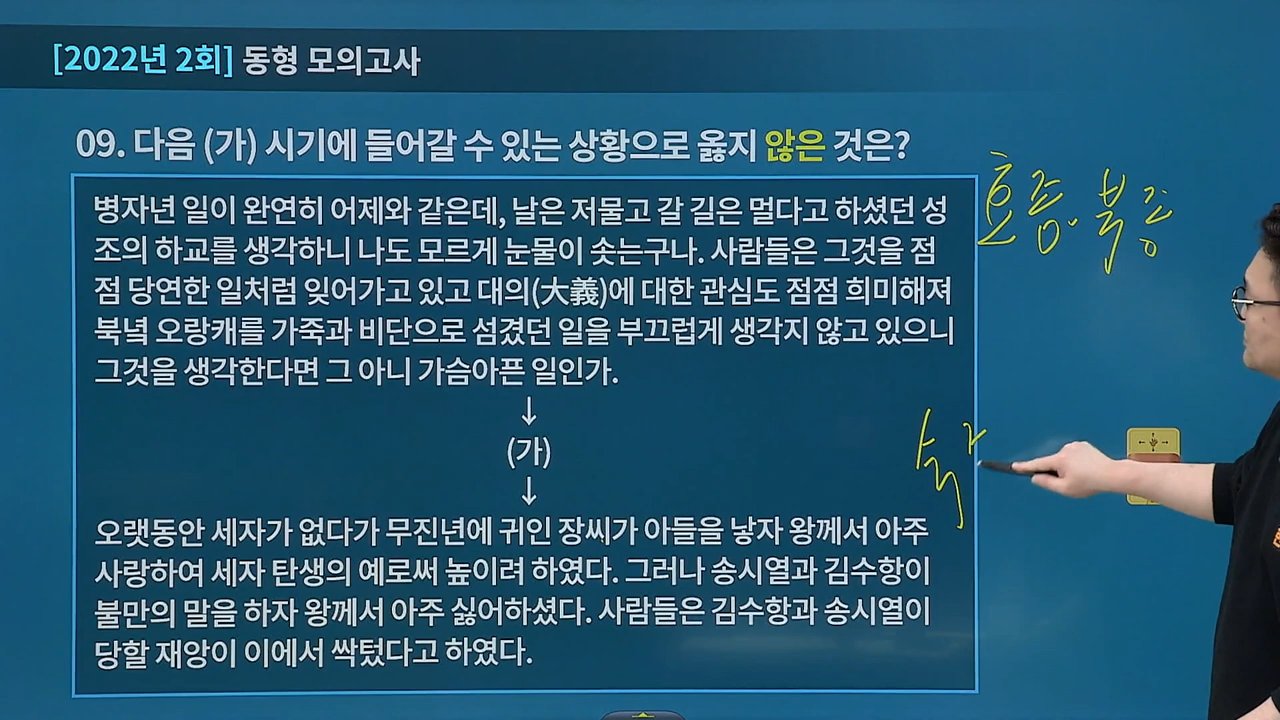 [2022년 2회] 동형 모의고사
09. 다음 (가) 시기에 들어갈 수 있는 상황으로 옳지 않은 것은?
병자년 일이 완연히 어제와 같은데, 날은 저물고 갈 길은 멀다고 하셨던 성
조의 하교를 생각하니 나도 모르게 눈물이 솟는구나. 사람들은 그것을 점
점 당연한 일처럼 잊어가고 있고 대의(大義)에 대한 관심도 점점 희미해져
북녘 오랑캐를 가죽과 비단으로 섬겼던 일을 부끄럽게 생각지 않고 있으니
그것을 생각한다면 그 아니 가슴아픈 일인가.
↓
(가)
↓
오랫동안 세자가 없다가 무진년에 귀인 장씨가 아들을 낳자 왕께서 아주
사랑하여 세자 탄생의 예로써 높이려 하였다. 그러나 송시열과 김수항이
불만의 말을 하자 왕께서 아주 싫어하셨다. 사람들은 김수항과 송시열이
당할 재앙이 이에서 싹텄다고 하였다.
효종.